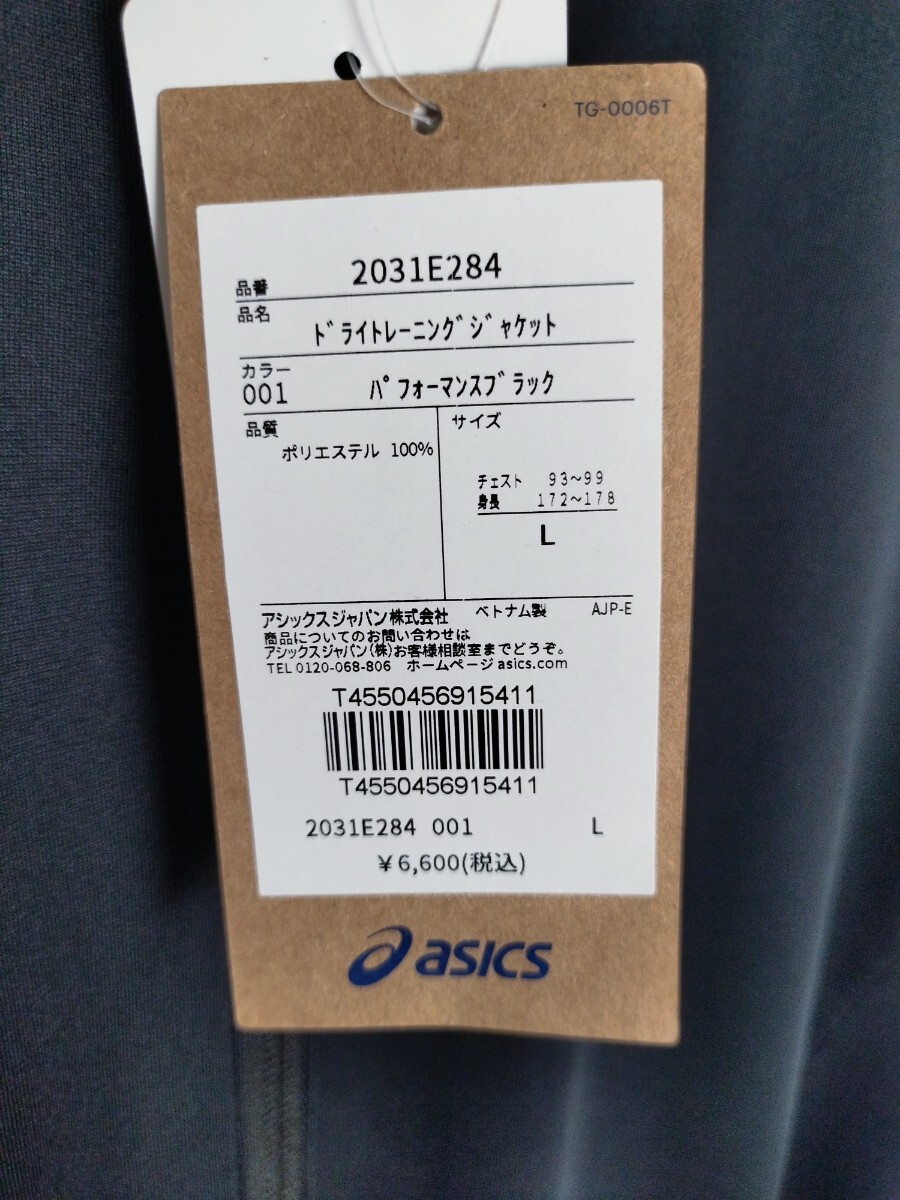 TG-0006T
品番 2031E284
品名
ﾄﾞﾗｲﾄﾚｰﾆﾝｸﾞｼﾞｬｹｯﾄ
カラー
001 ﾊﾟﾌｫｰﾏﾝｽﾌﾞﾗｯｸ
品質
ポリエステル 100%
サイズ
チェスト 93～99
身長 172～178
L
アシックスジャパン株式会社 ベトナム製 AJP-E
商品についてのお問い合わせは
アシックスジャパン(株)お客様相談室までどうぞ。
TEL 0120-068-806 ホームページ asics.com
T4550456915411
T4550456915411
2031E284 001 L
￥6,600(税込)
asics